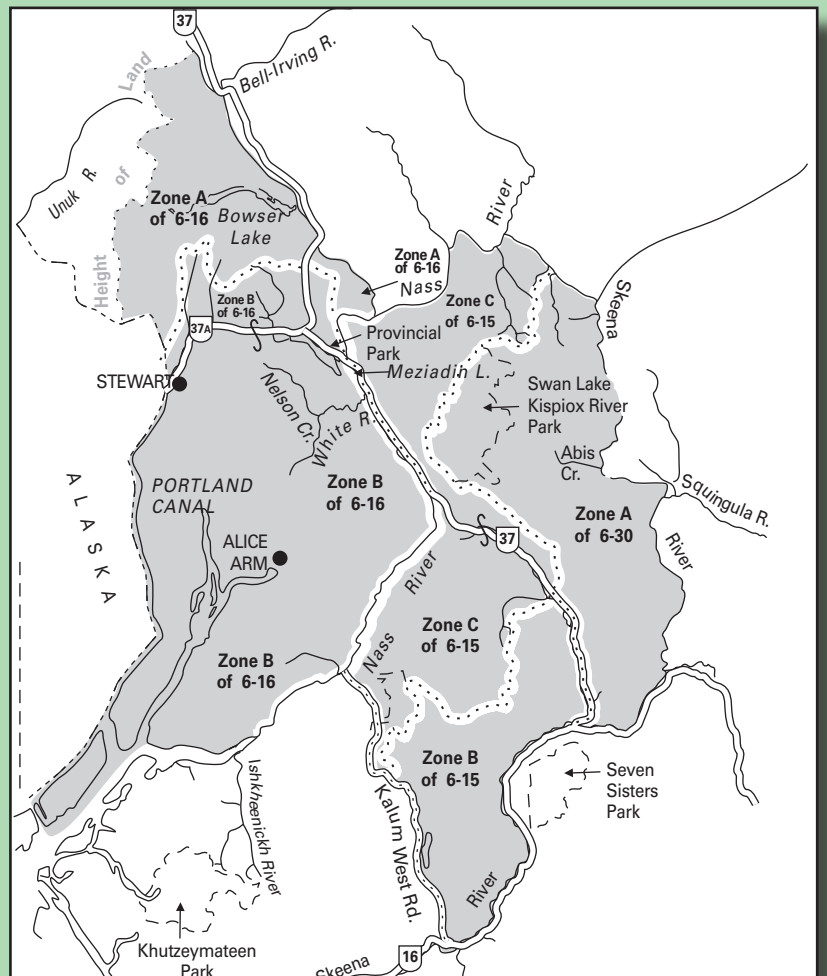 37
Bell-Irving R.
Land
of
Height
Unuk R.
Zone A
of 6-16
Bowser
Lake
River
Zone A
of 6-16
Nass
Zone B
of 6-16
Zone C
of 6-15
Skeena
37A
Provincial
Park
Meziadin L.
STEWART
Nelson Cr.
White R.
Swan Lake
Kispiox River
Park
Abis
Cr.
ALASKA
PORTLAND
CANAL
Zone B
of 6-16
Squingula R.
Zone A
of 6-30
ALICE
ARM
37
River
River
Nass
Zone C
of 6-15
Zone B
of 6-16
Zone B
of 6-15
Seven
Sisters
Park
Ishkheenickh River
Kalum West Rd.
River
Khutzeymateen
Park
16
Skeena